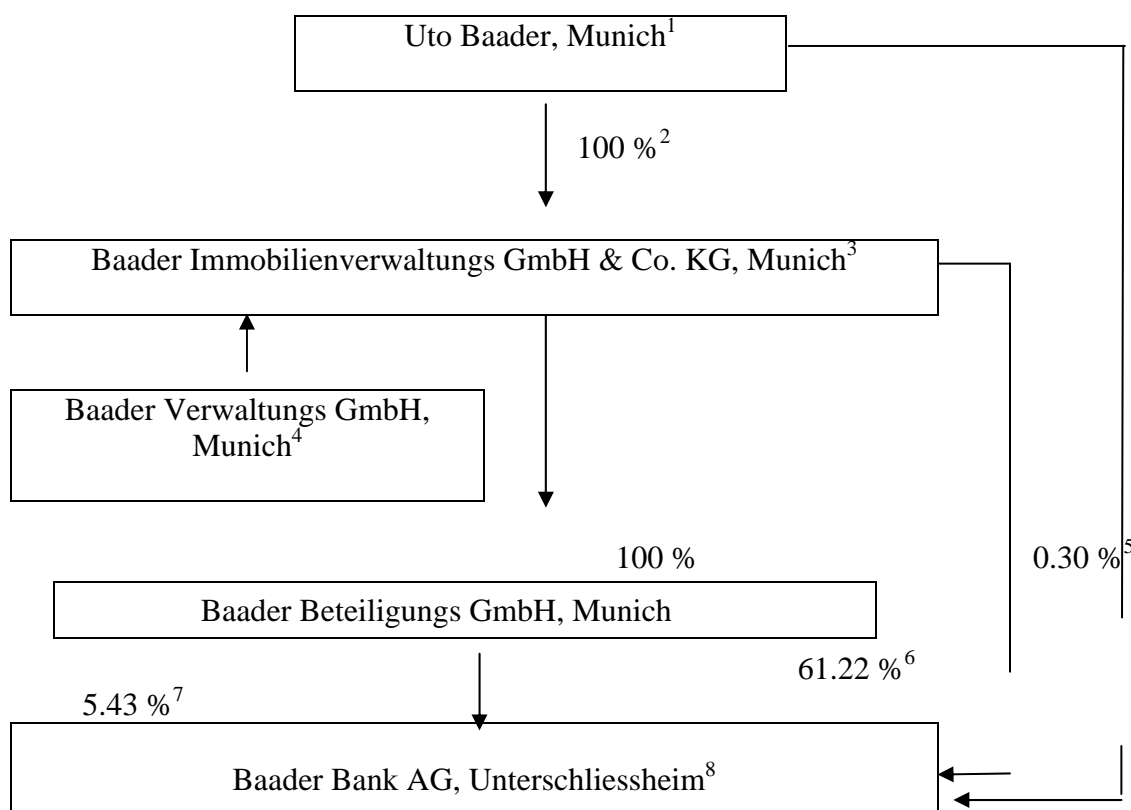 Uto Baader, Munich¹
100 %²
Baader Immobilienverwaltungs GmbH & Co. KG, Munich³
Baader Verwaltungs GmbH,
Munich⁴
100 %
0.30 %⁵
Baader Beteiligungs GmbH, Munich
61.22 %⁶
5.43 %⁷
Baader Bank AG, Unterschliessheim⁸